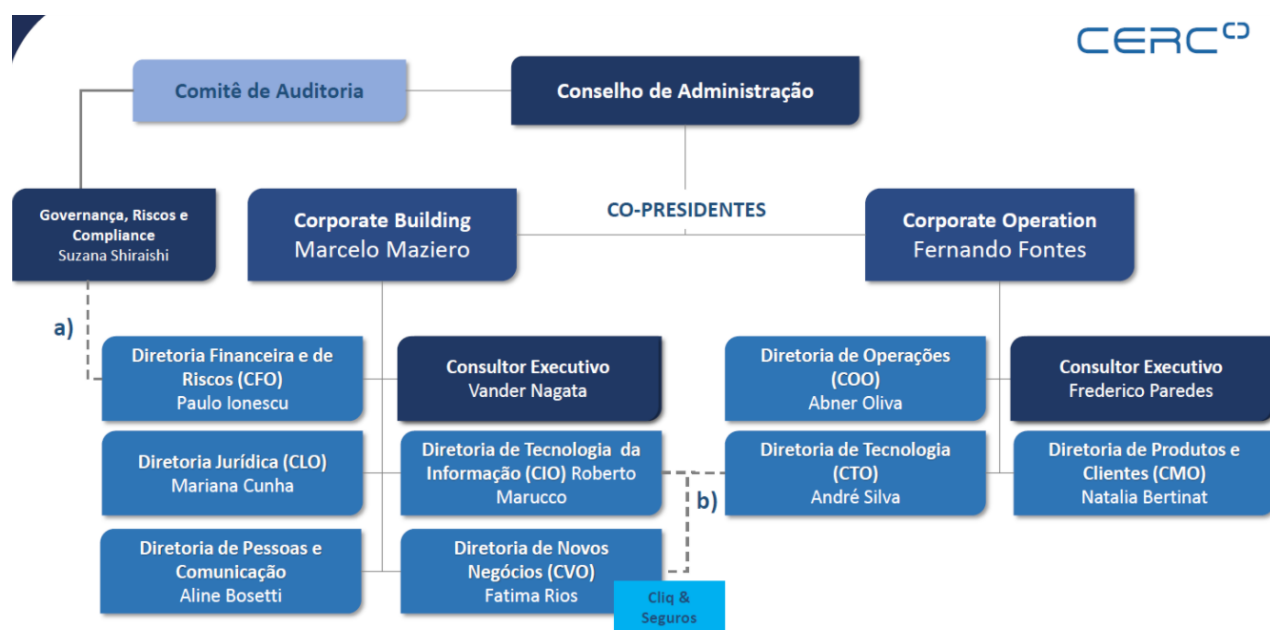 CERC
Comitê de Auditoria
Conselho de Administração
Governança, Riscos e
Compliance
Suzana Shiraishi
Corporate Building
Marcelo Maziero
CO-PRESIDENTES
Corporate Operation
Fernando Fontes
a)
Diretoria Financeira e de
Riscos (CFO)
Paulo Ionescu
Consultor Executivo
Vander Nagata
Diretoria de Operações
(COO)
Abner Oliva
Consultor Executivo
Frederico Paredes
Diretoria Jurídica (CLO)
Mariana Cunha
Diretoria de Tecnologia da
Informação (CIO) Roberto
Marucco
b)
Diretoria de Tecnologia
(CTO)
André Silva
Diretoria de Produtos e
Clientes (CMO)
Natalia Bertinat
Diretoria de Pessoas e
Comunicação
Aline Bosetti
Diretoria de Novos
Negócios (CVO)
Fatima Rios
Cliq &
Seguros